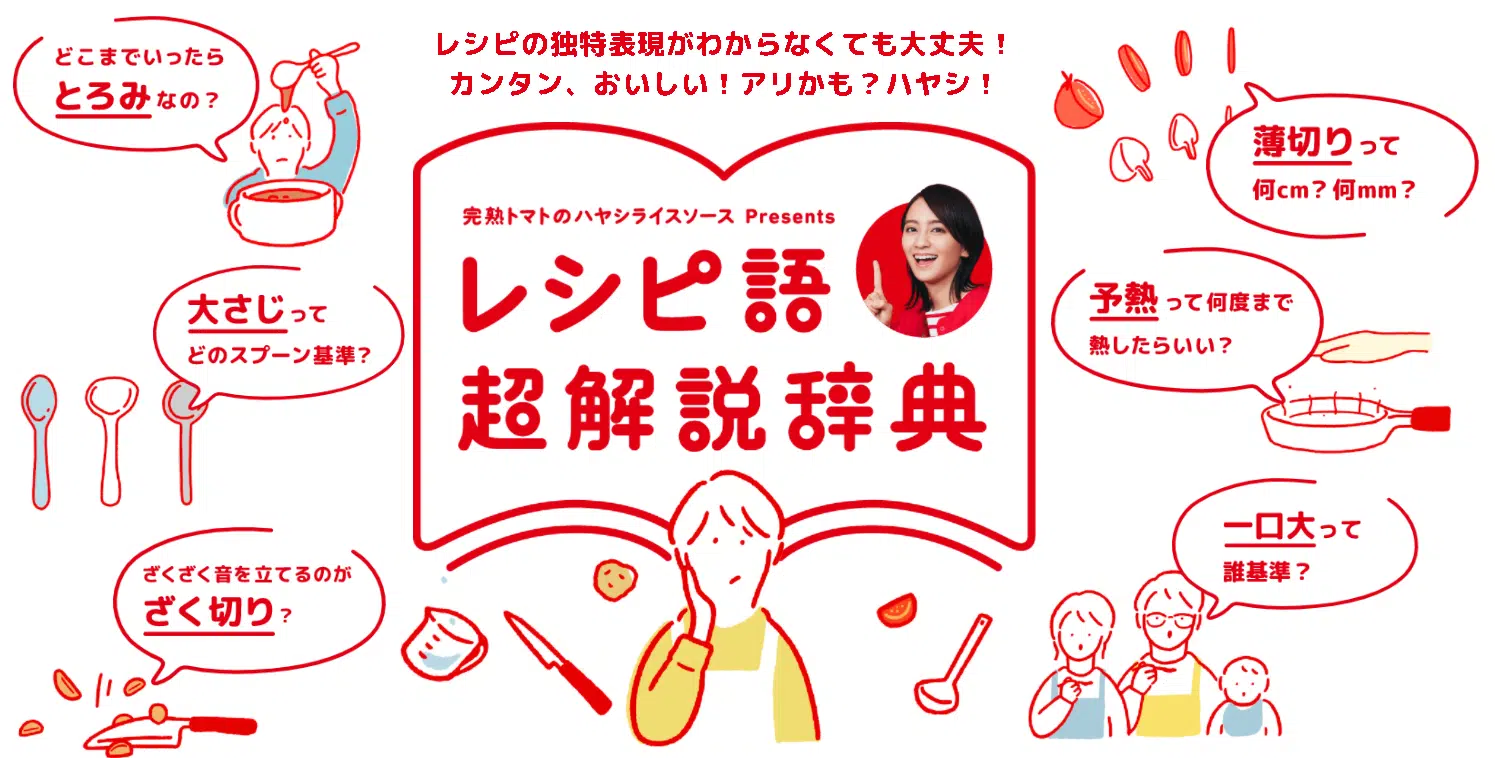 レシピの独特表現がわからなくても大丈夫！
カンタン、おいしい！アリかも？ハヤシ！
どこまでいったら
とろみなの？
薄切りって
何cm？何mm？
完熟トマトのハヤシライスソース Presents
レシピ語
超解説辞典
大さじって
どのスプーン基準？
予熱って何度まで
熱したらいい？
ざくざく音を立てるのが
ざく切り？
一口大って
誰基準？